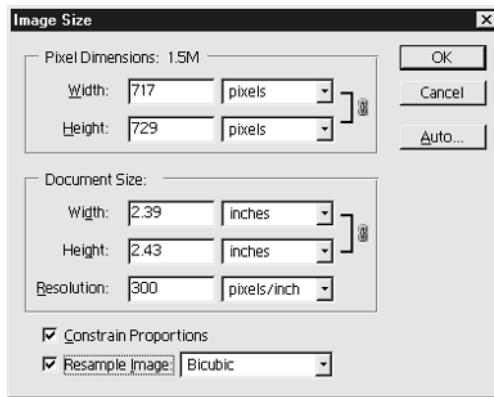 Image Size
Pixel Dimensions: 1.5M
Width: 717 pixels
Height: 729 pixels
Document Size:
Width: 2.39 inches
Height: 2.43 inches
Resolution: 300 pixels/inch
Constrain Proportions
Resample Image: Bicubic
OK
Cancel
Auto...